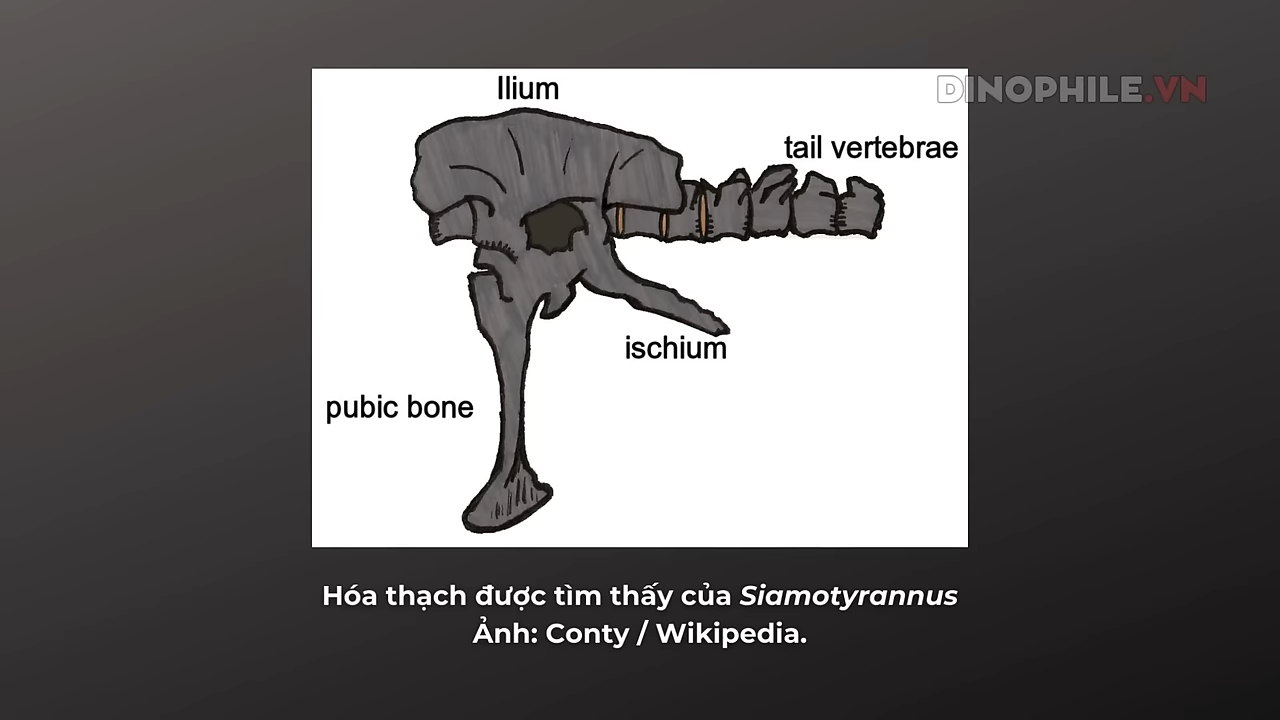 Ilium
DINOPHILE.VN
tail vertebrae
ischium
pubic bone
Hóa thạch được tìm thấy của Siamotyrannus
Ảnh: Conty / Wikipedia.